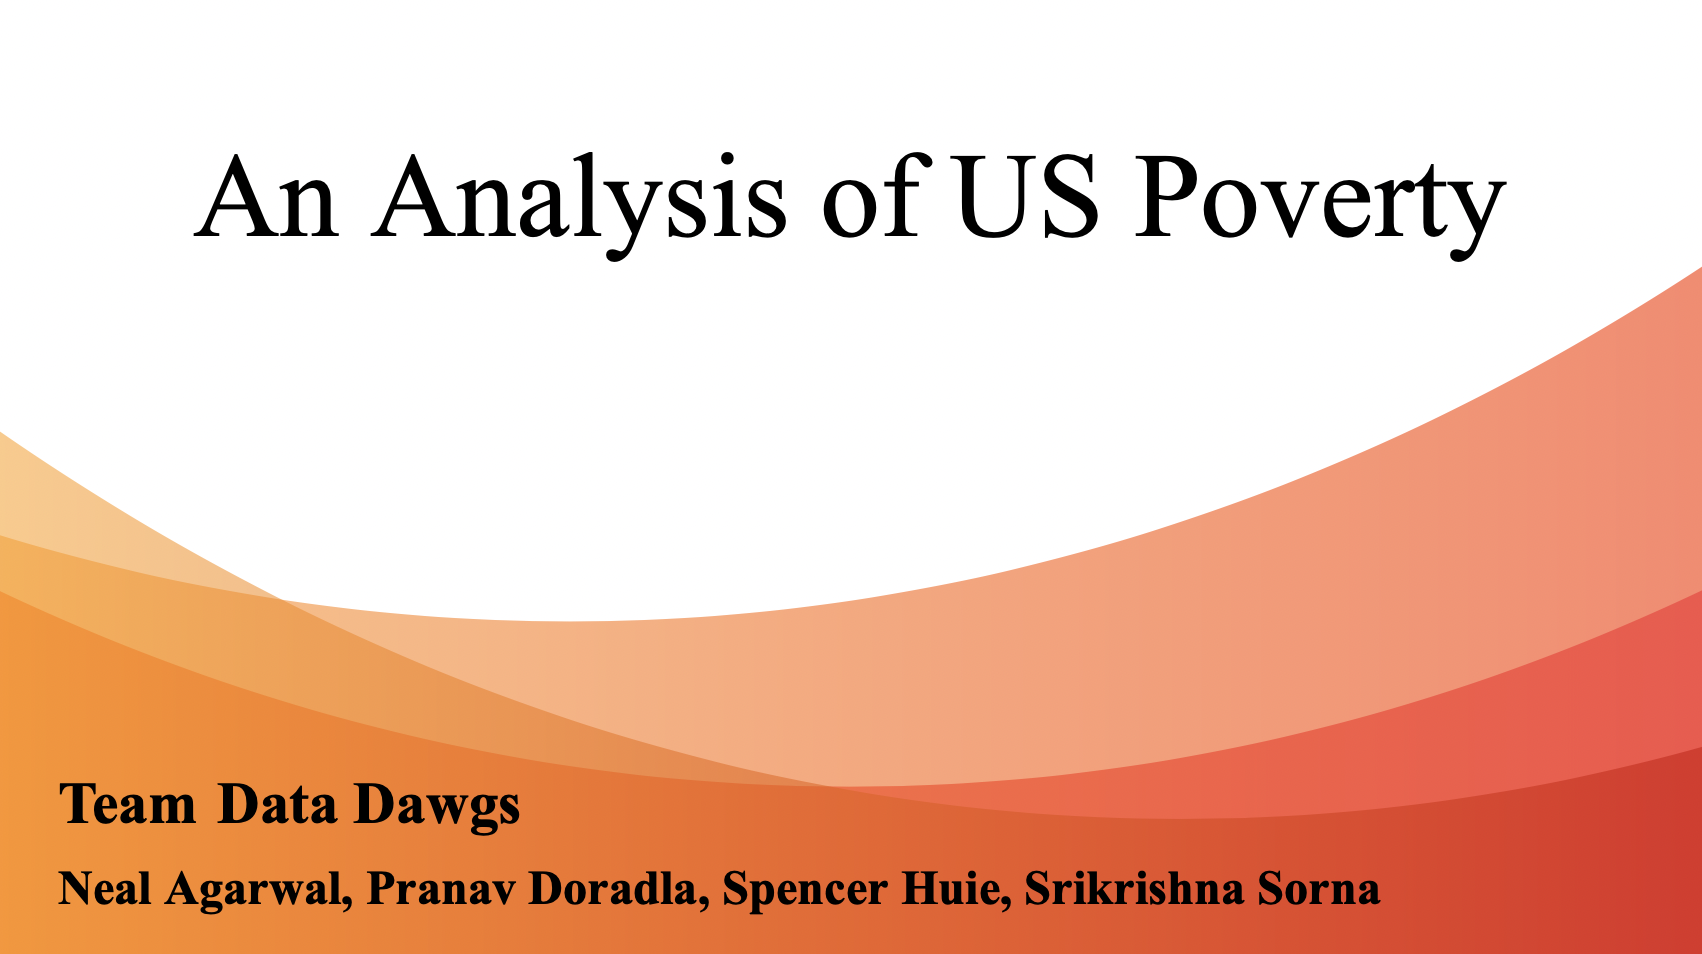 An Analysis of US Poverty
Team Data Dawgs
Neal Agarwal, Pranav Doradla, Spencer Huie, Srikrishna Sorna